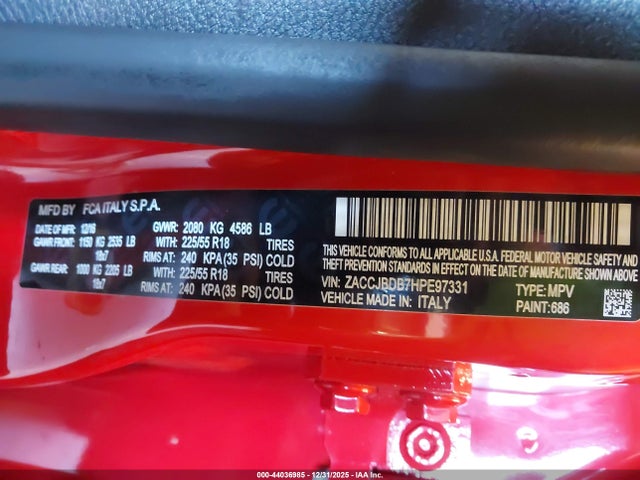 MFD BY FCA ITALY S.P.A.
DATE OF MFR: 12/16 GVWR: 2080 KG 4586 LB
GAWR FRONT: 1150 KG 2535 LB WITH 225/55 R18 TIRES
18x7 RIMS AT: 240 KPA(35 PSI) COLD
GAWR REAR: 1000 KG 2205 LB WITH 225/55 R18 TIRES
18x7 RIMS AT: 240 KPA(35 PSI) COLD
THIS VEHICLE CONFORMS TO ALL APPLICABLE U.S.A. FEDERAL MOTOR VEHICLE SAFETY AND
THEFT PREVENTION STANDARDS IN EFFECT ON THE DATE OF MANUFACTURE SHOWN ABOVE.
VIN: ZACCJBDB7HPE97331 TYPE: MPV
VEHICLE MADE IN: ITALY PAINT:686
000-44036985 - 12/31/2025 - IAAI Inc.